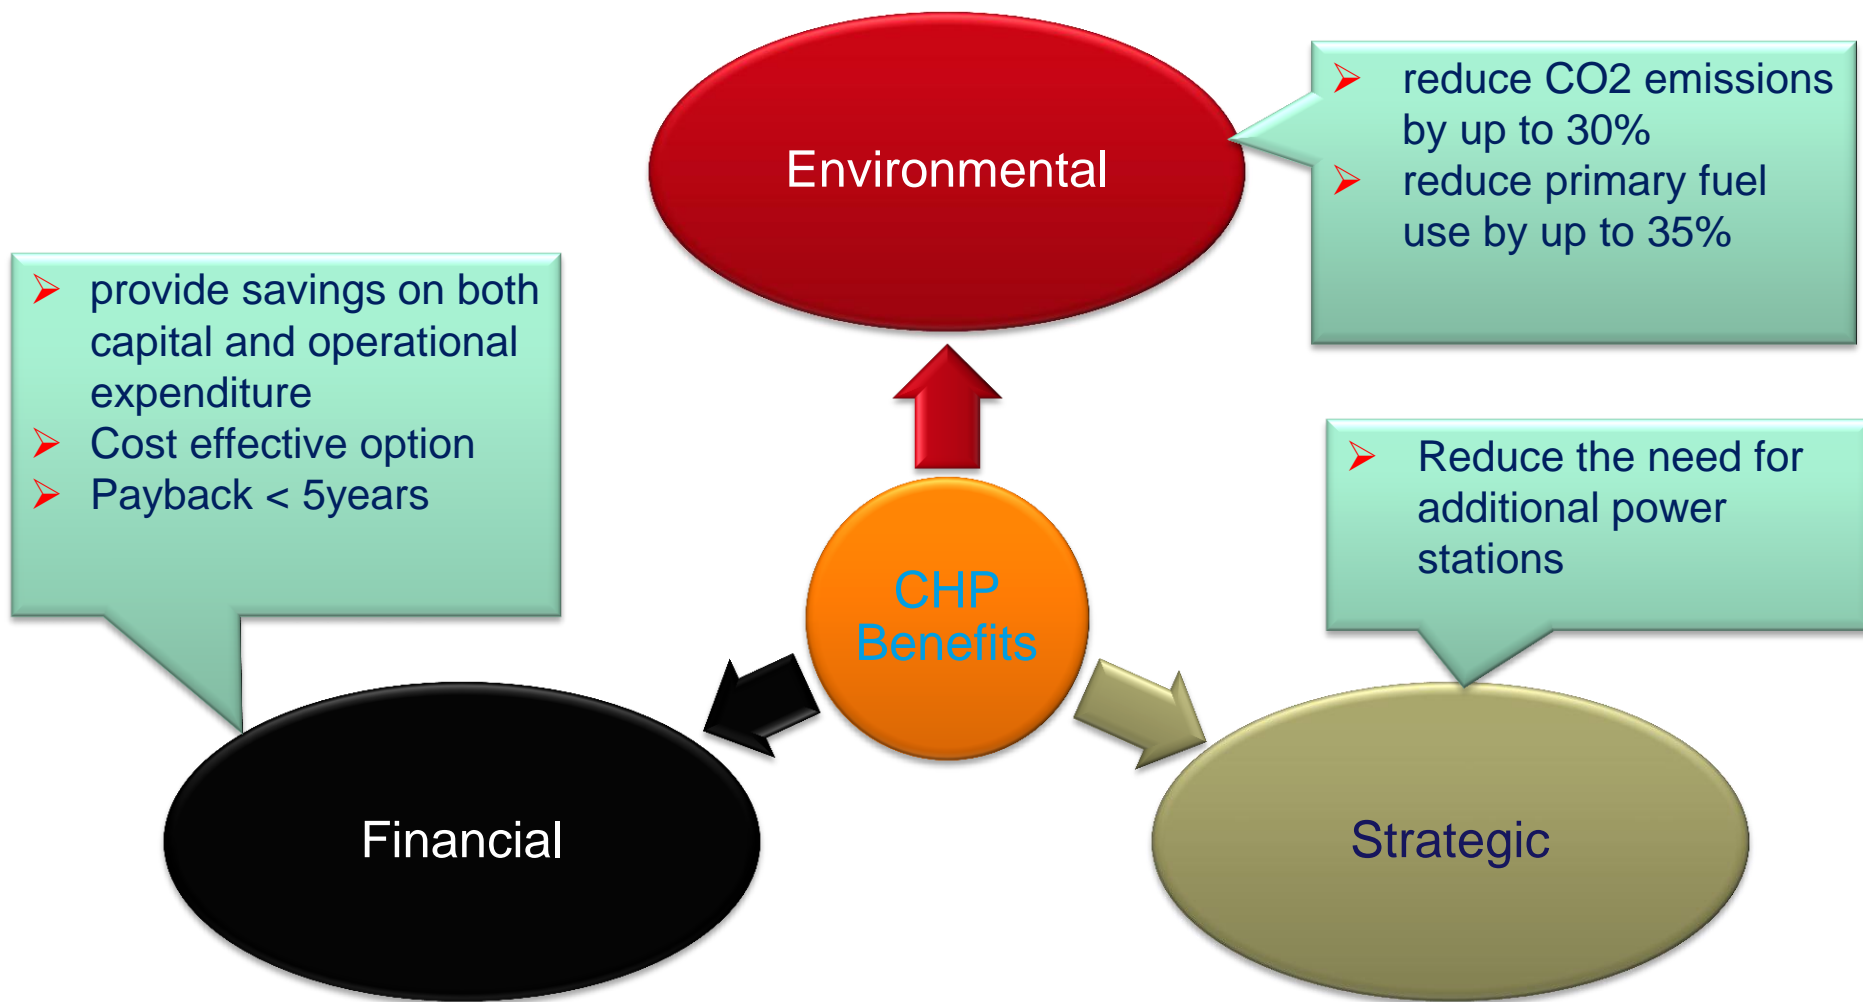 Environmental
reduce CO2 emissions
by up to 30%
reduce primary fuel
use by up to 35%
provide savings on both
capital and operational
expenditure
Cost effective option
Payback < 5years
Reduce the need for
additional power
stations
CHP
Benefits
Financial
Strategic